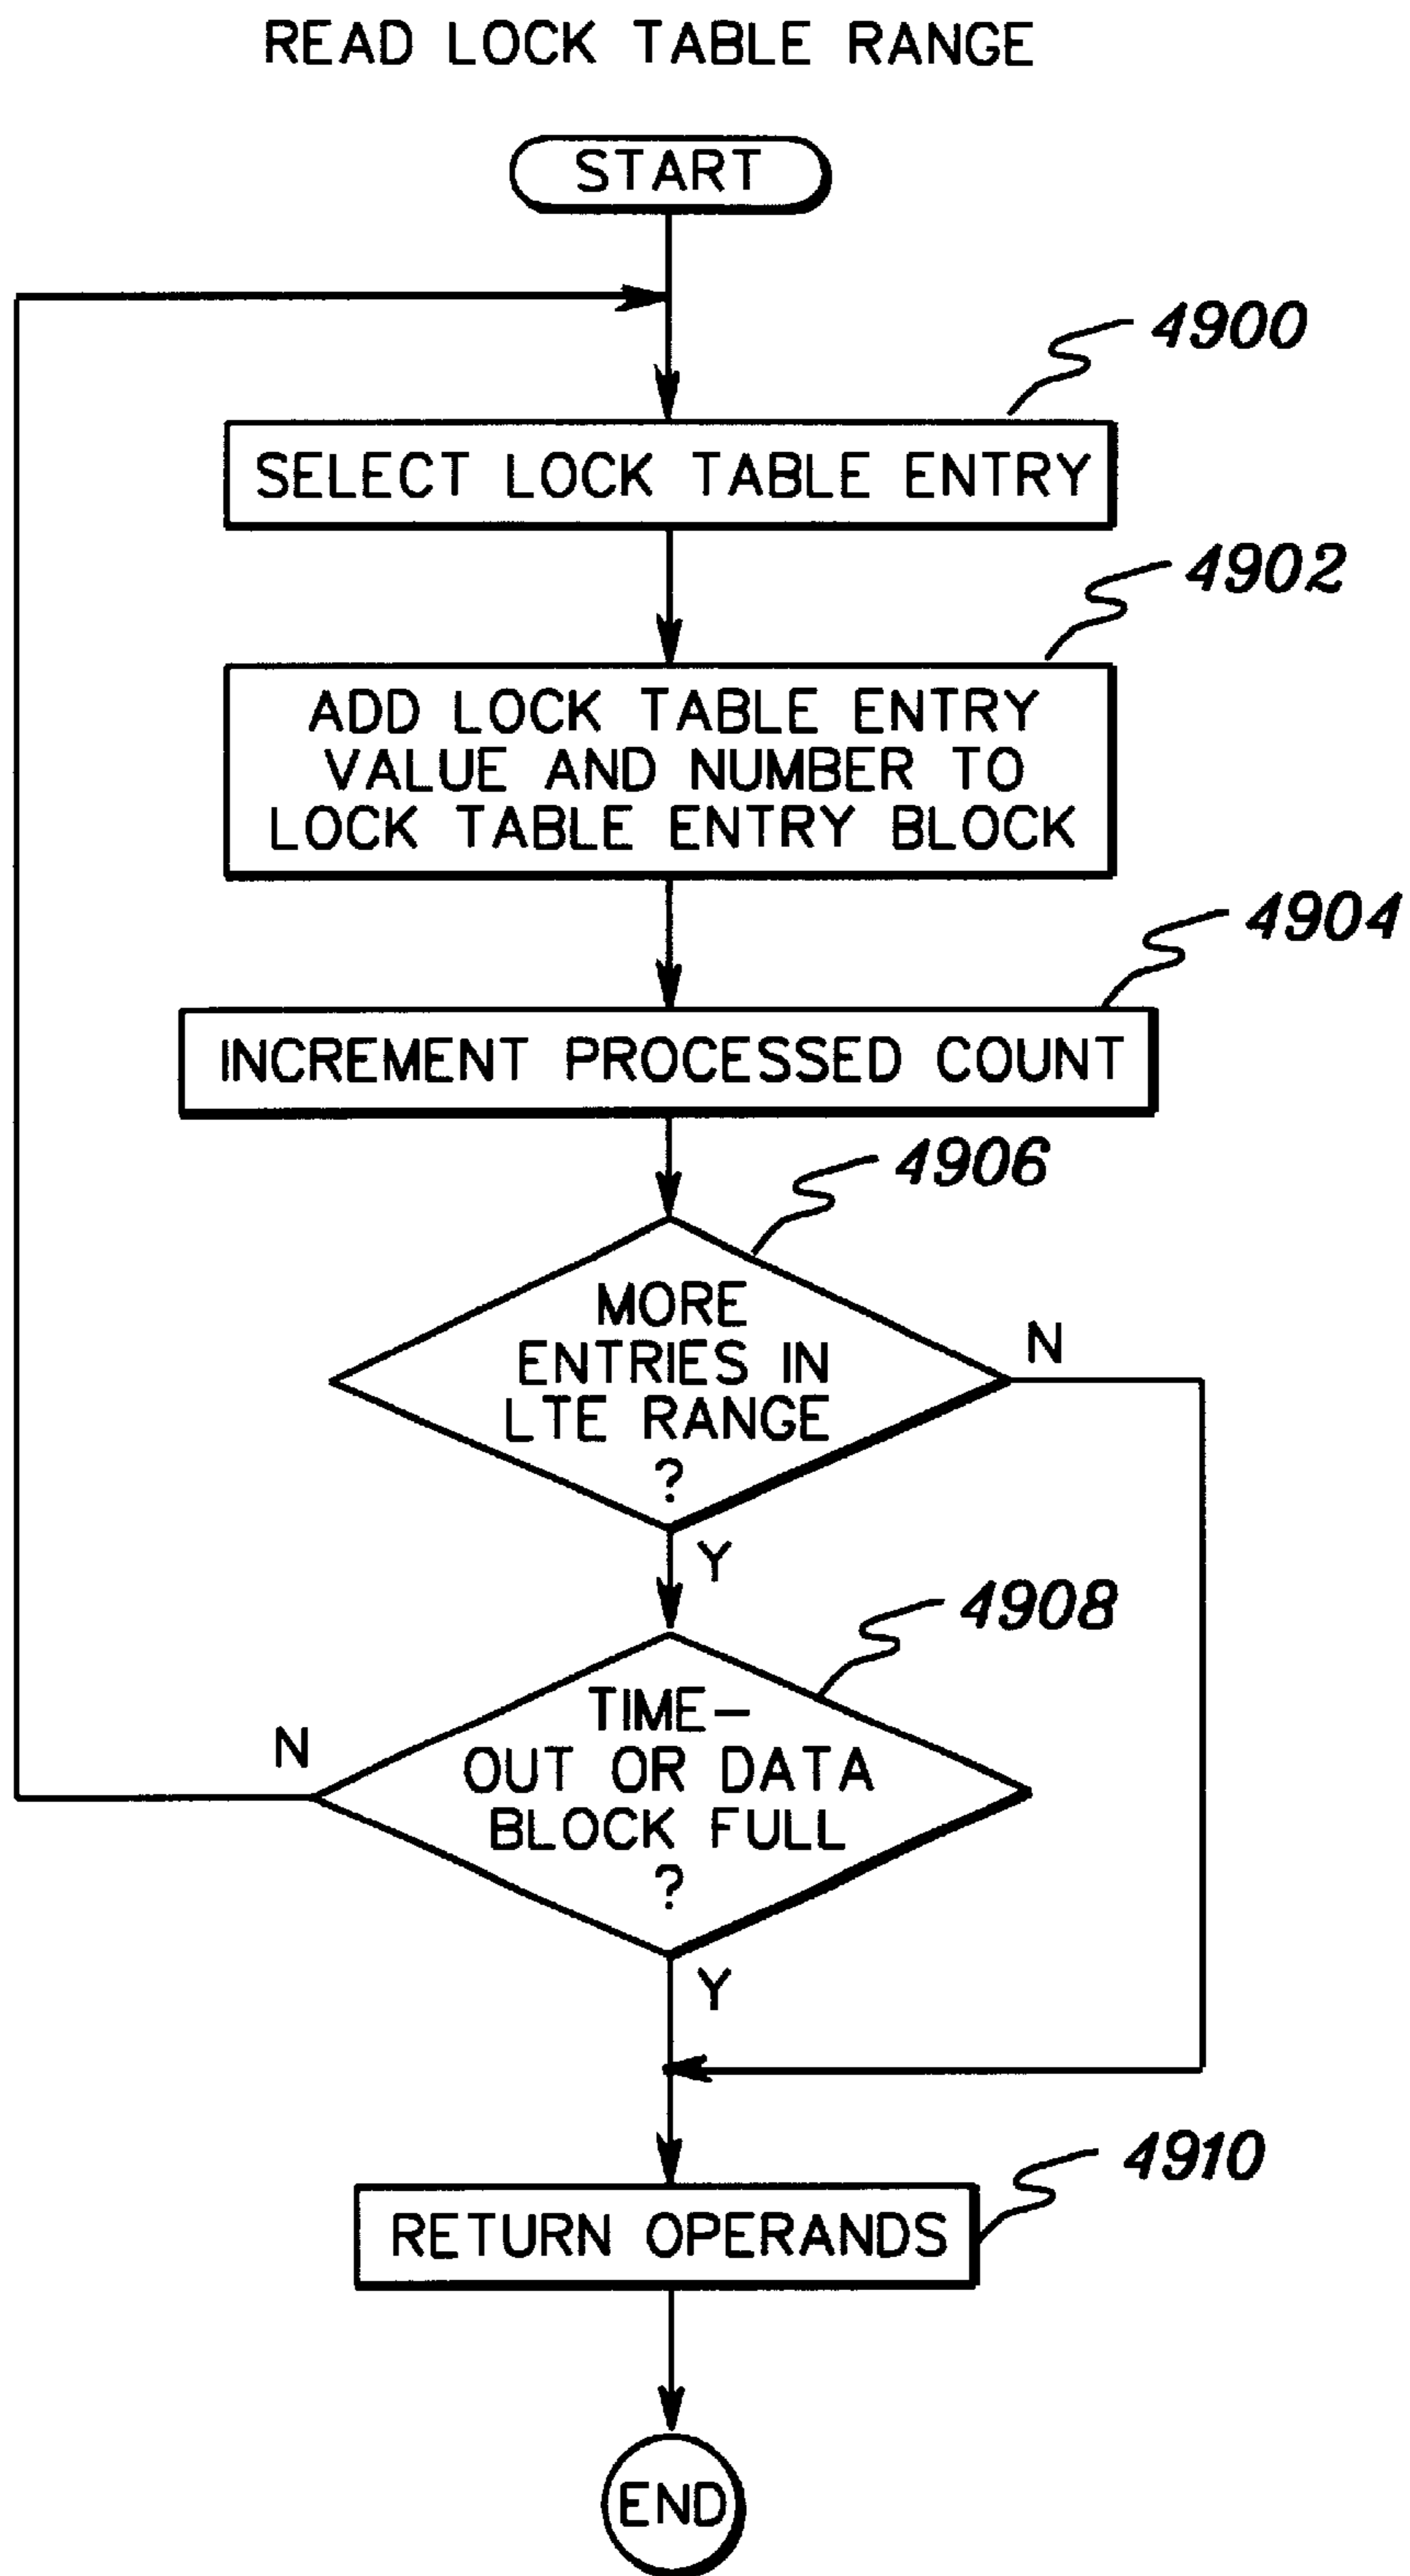 READ LOCK TABLE RANGE
START
4900
SELECT LOCK TABLE ENTRY
4902
ADD LOCK TABLE ENTRY
VALUE AND NUMBER TO
LOCK TABLE ENTRY BLOCK
4904
INCREMENT PROCESSED COUNT
4906
MORE
ENTRIES IN
LTE RANGE
?
N
Y
4908
TIME-
OUT OR DATA
BLOCK FULL
?
N
Y
4910
RETURN OPERANDS
END